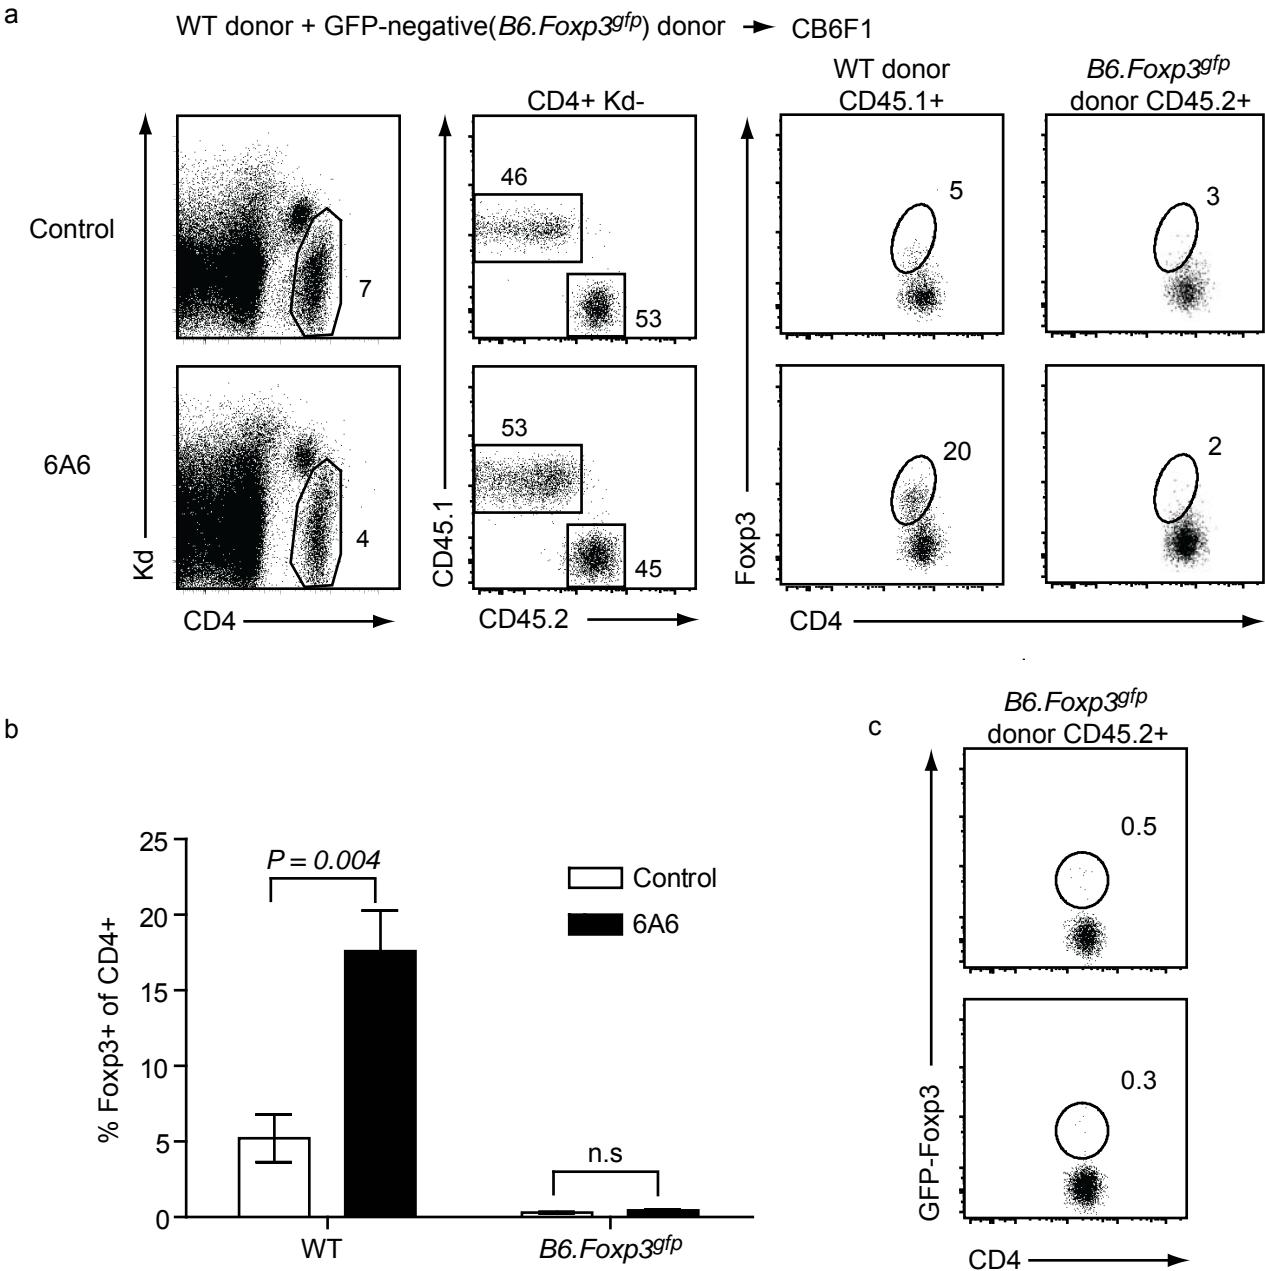 a
WT donor + GFP-negative(B6.Foxp3gfp) donor → CB6F1
WT donor
CD45.1+
B6.Foxp3gfp
donor CD45.2+
CD4+ Kd-
Control
7
46
53
5
3
6A6
4
53
45
20
2
Kd
CD4
CD45.1
CD45.2
Foxp3
CD4
b
25
20
15
10
5
0
% Foxp3+ of CD4+
P = 0.004
n.s
Control
6A6
WT
B6.Foxp3gfp
c
B6.Foxp3gfp
donor CD45.2+
0.5
0.3
GFP-Foxp3
CD4